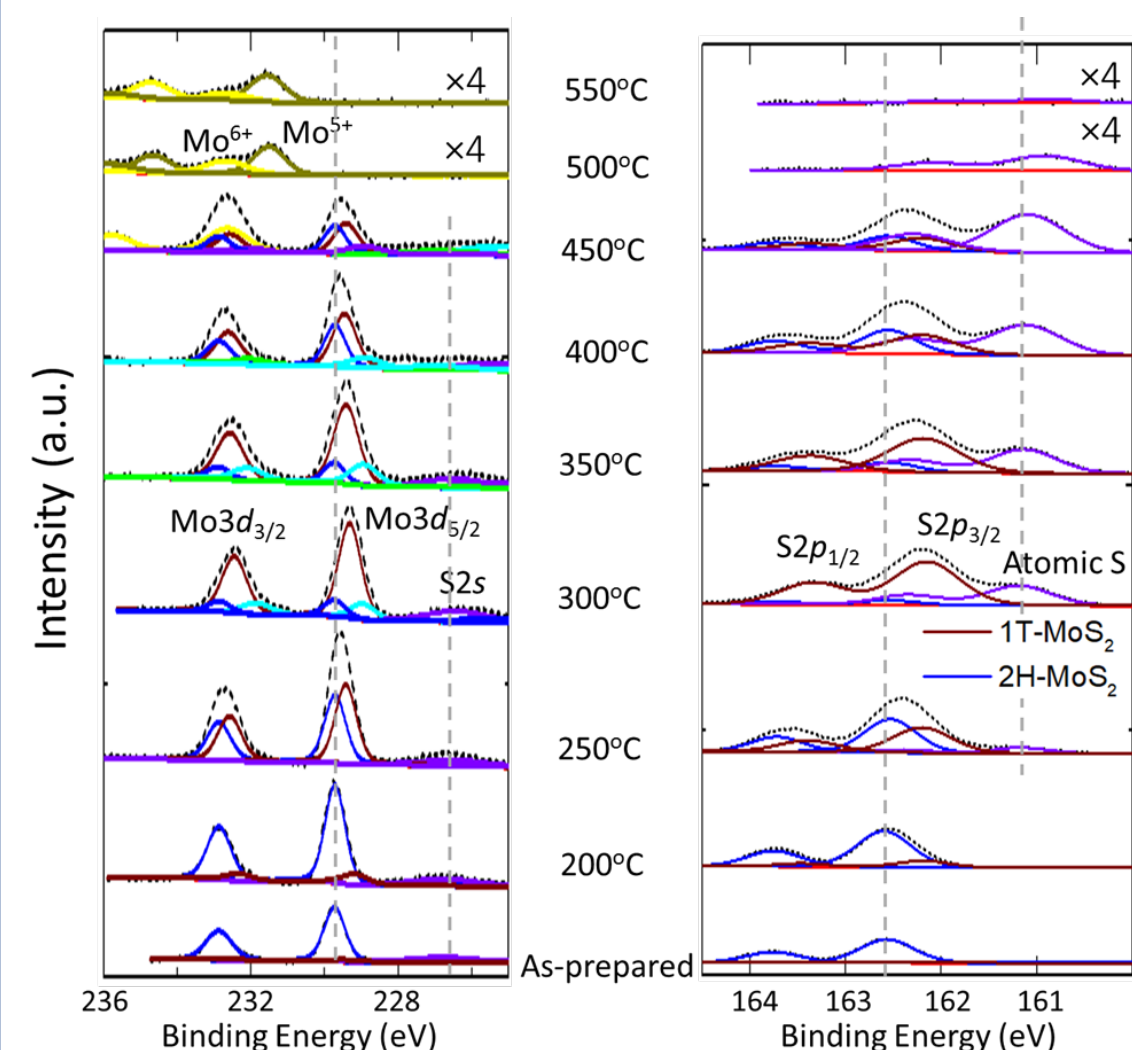 550°C
×4
×4
Mo⁶⁺
Mo⁵⁺
×4
500°C
×4
450°C
400°C
350°C
Mo3d₃/₂
Mo3d₅/₂
S2s
300°C
S2p₁/₂
S2p₃/₂
Atomic S
1T-MoS₂
2H-MoS₂
250°C
200°C
As-prepared
Intensity (a.u.)
236
232
228
164
163
162
161
Binding Energy (eV)
Binding Energy (eV)